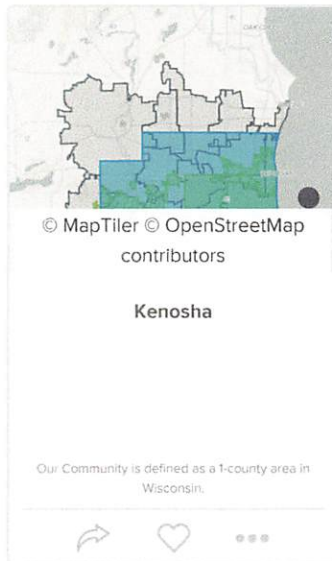 © MapTiler © OpenStreetMap
contributors
Kenosha
Our Community is defined as a 1-county area in
Wisconsin.